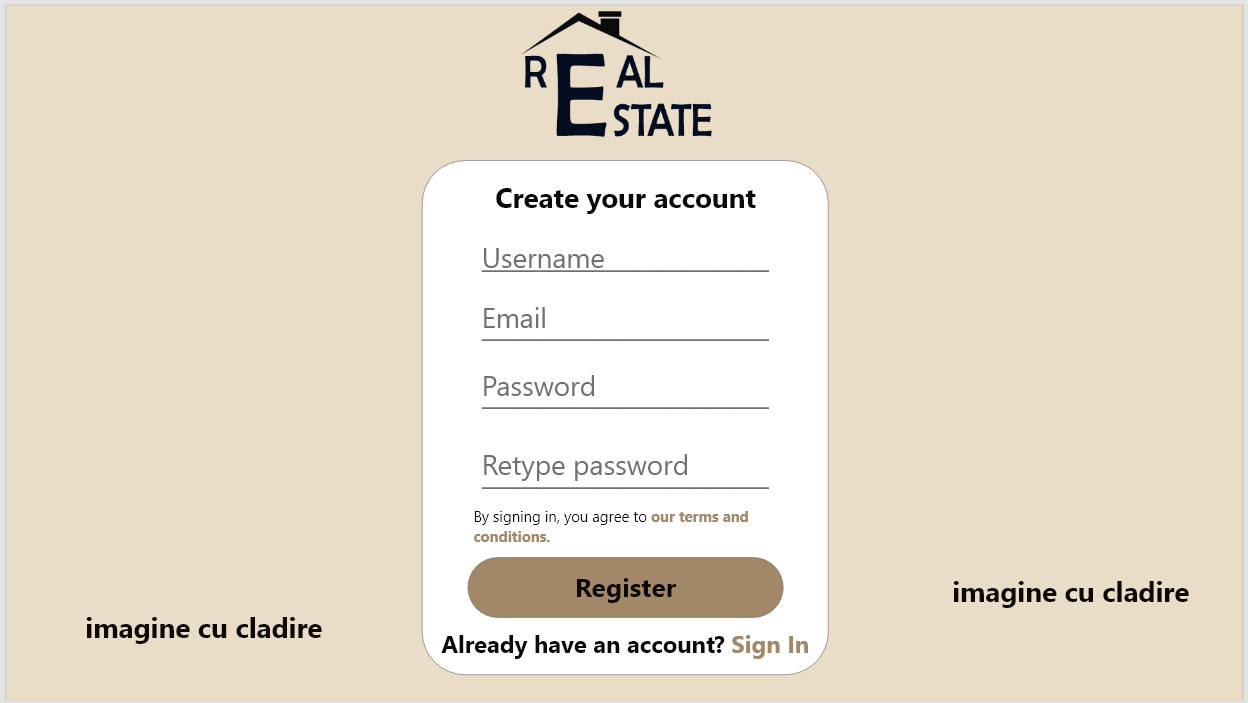 REAL
ESTATE
Create your account
Username
Email
Password
Retype password
By signing in, you agree to our terms and
conditions.
Register
Already have an account? Sign In
imagine cu cladire
imagine cu cladire